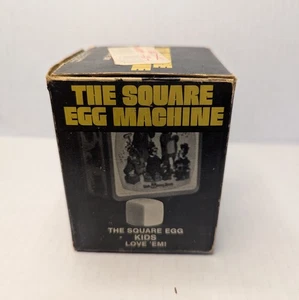 THE SQUARE
EGG MACHINE
THE SQUARE EGG
KIDS
LOVE 'EM!